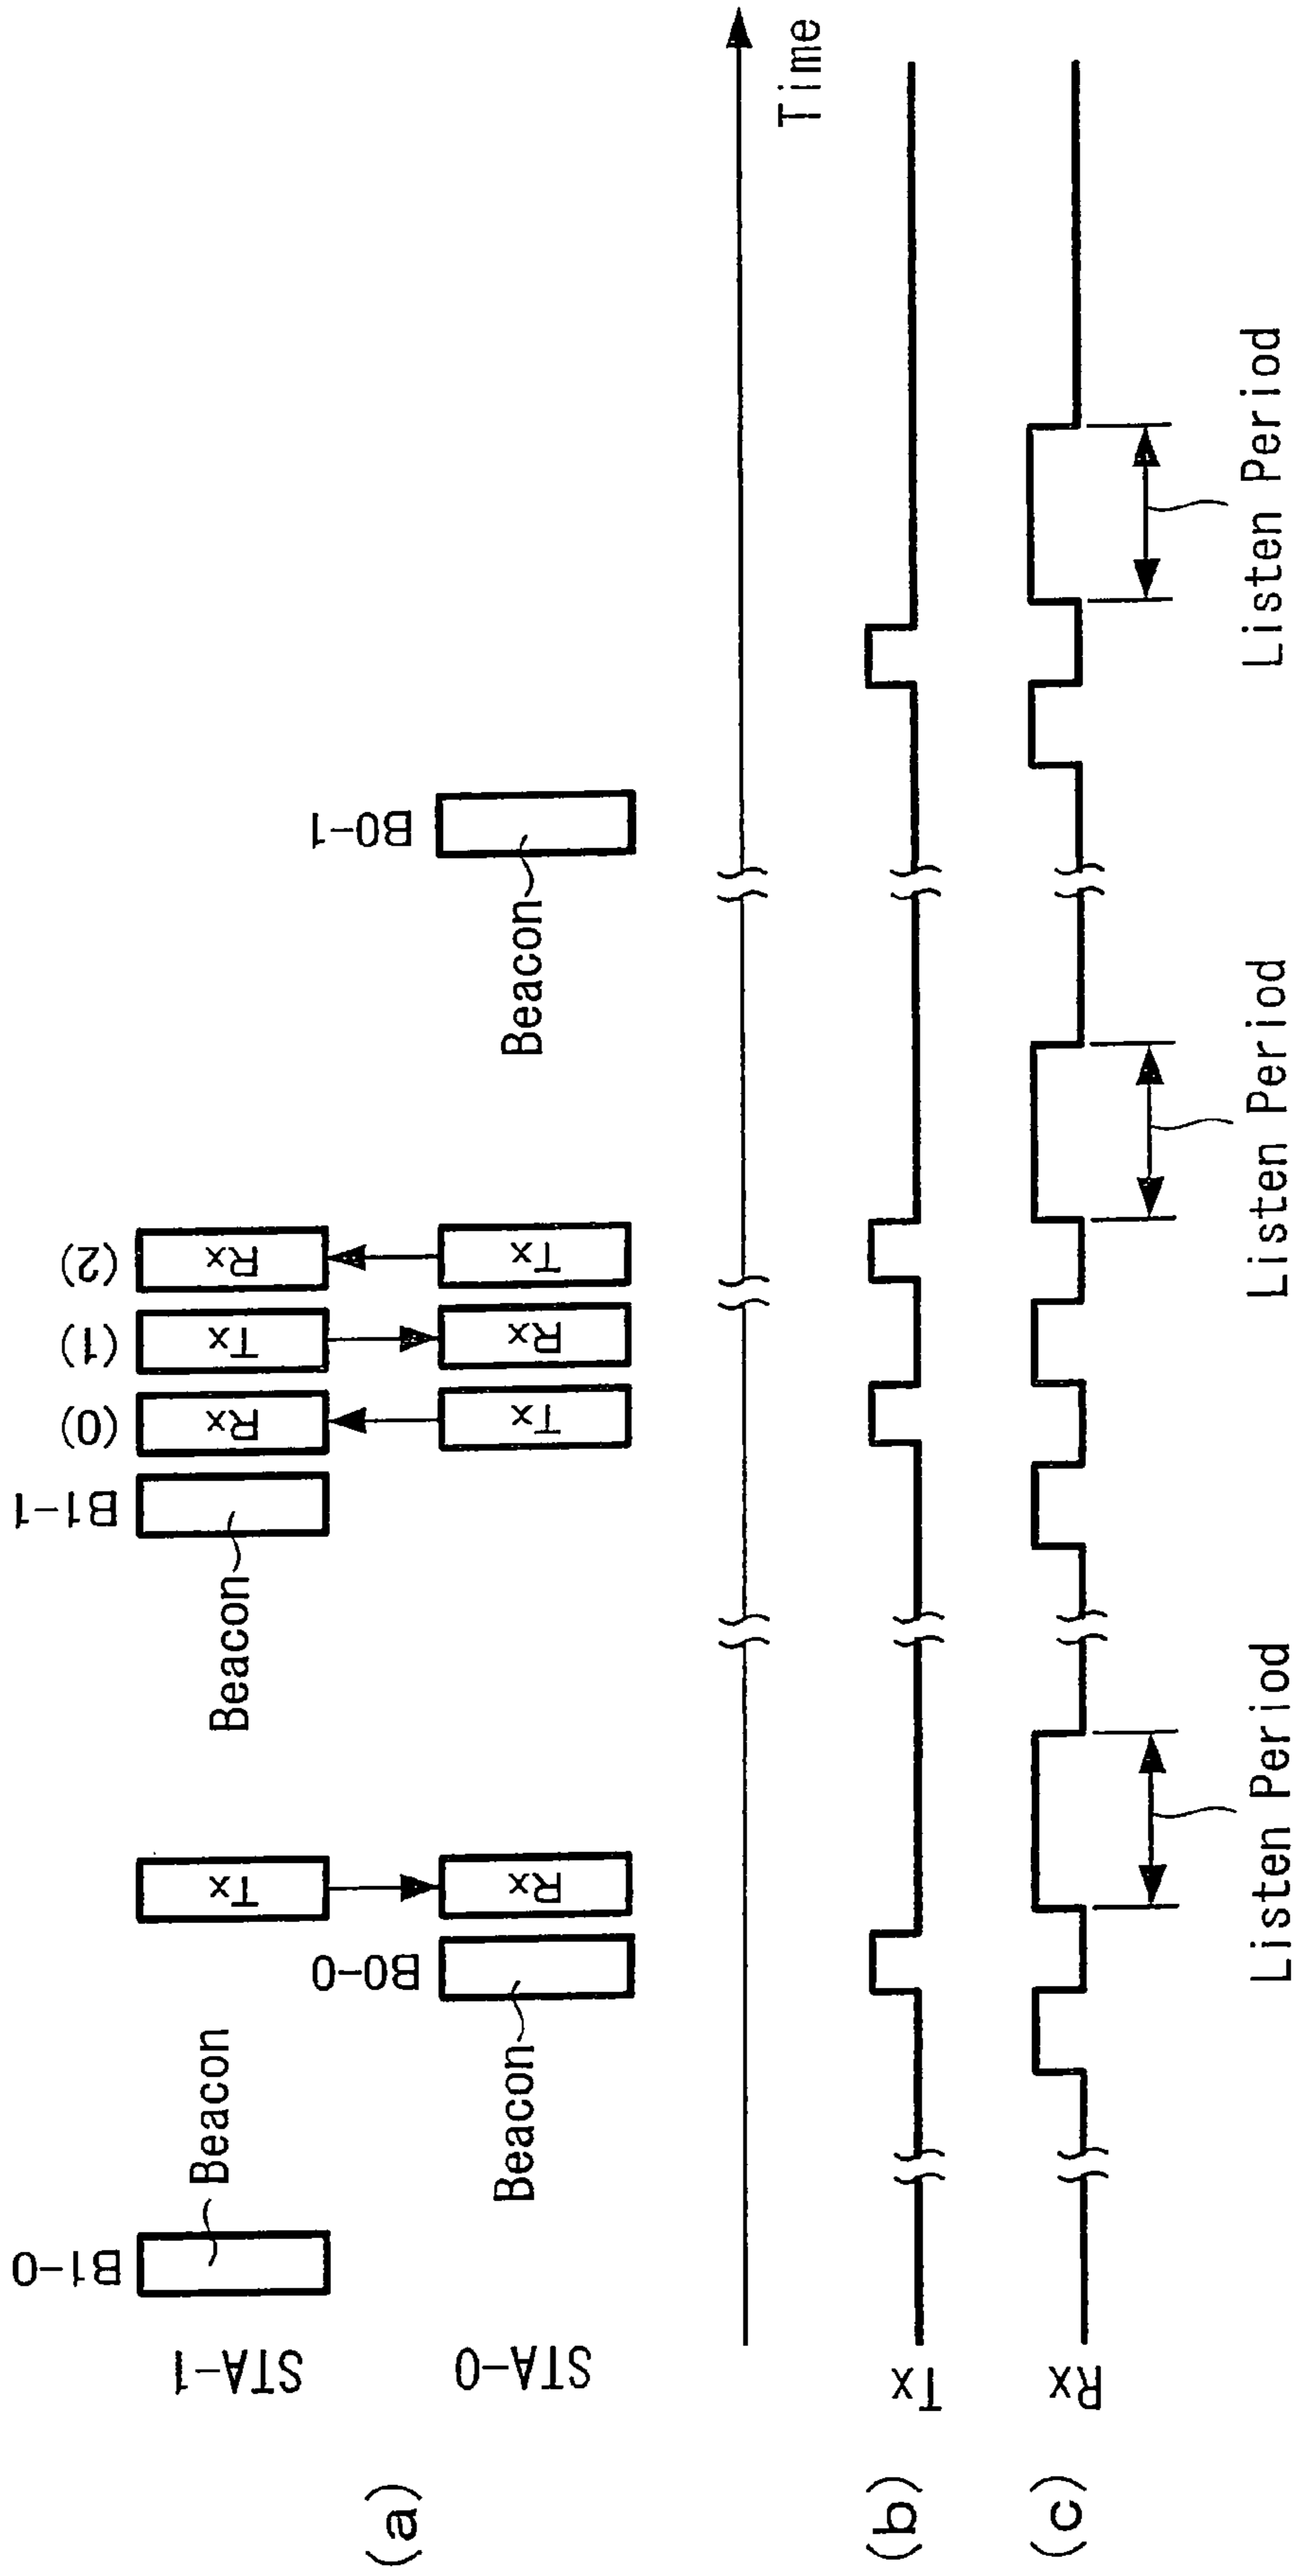 (a)
STA-1
B1-0
Beacon
Tx
Beacon
B1-1
(0)
Rx
(1)
Tx
(2)
Rx
STA-0
Beacon
B0-0
Rx
Tx
Rx
Tx
Beacon
B0-1
Time
(b)
Tx
(c)
Rx
Listen Period
Listen Period
Listen Period